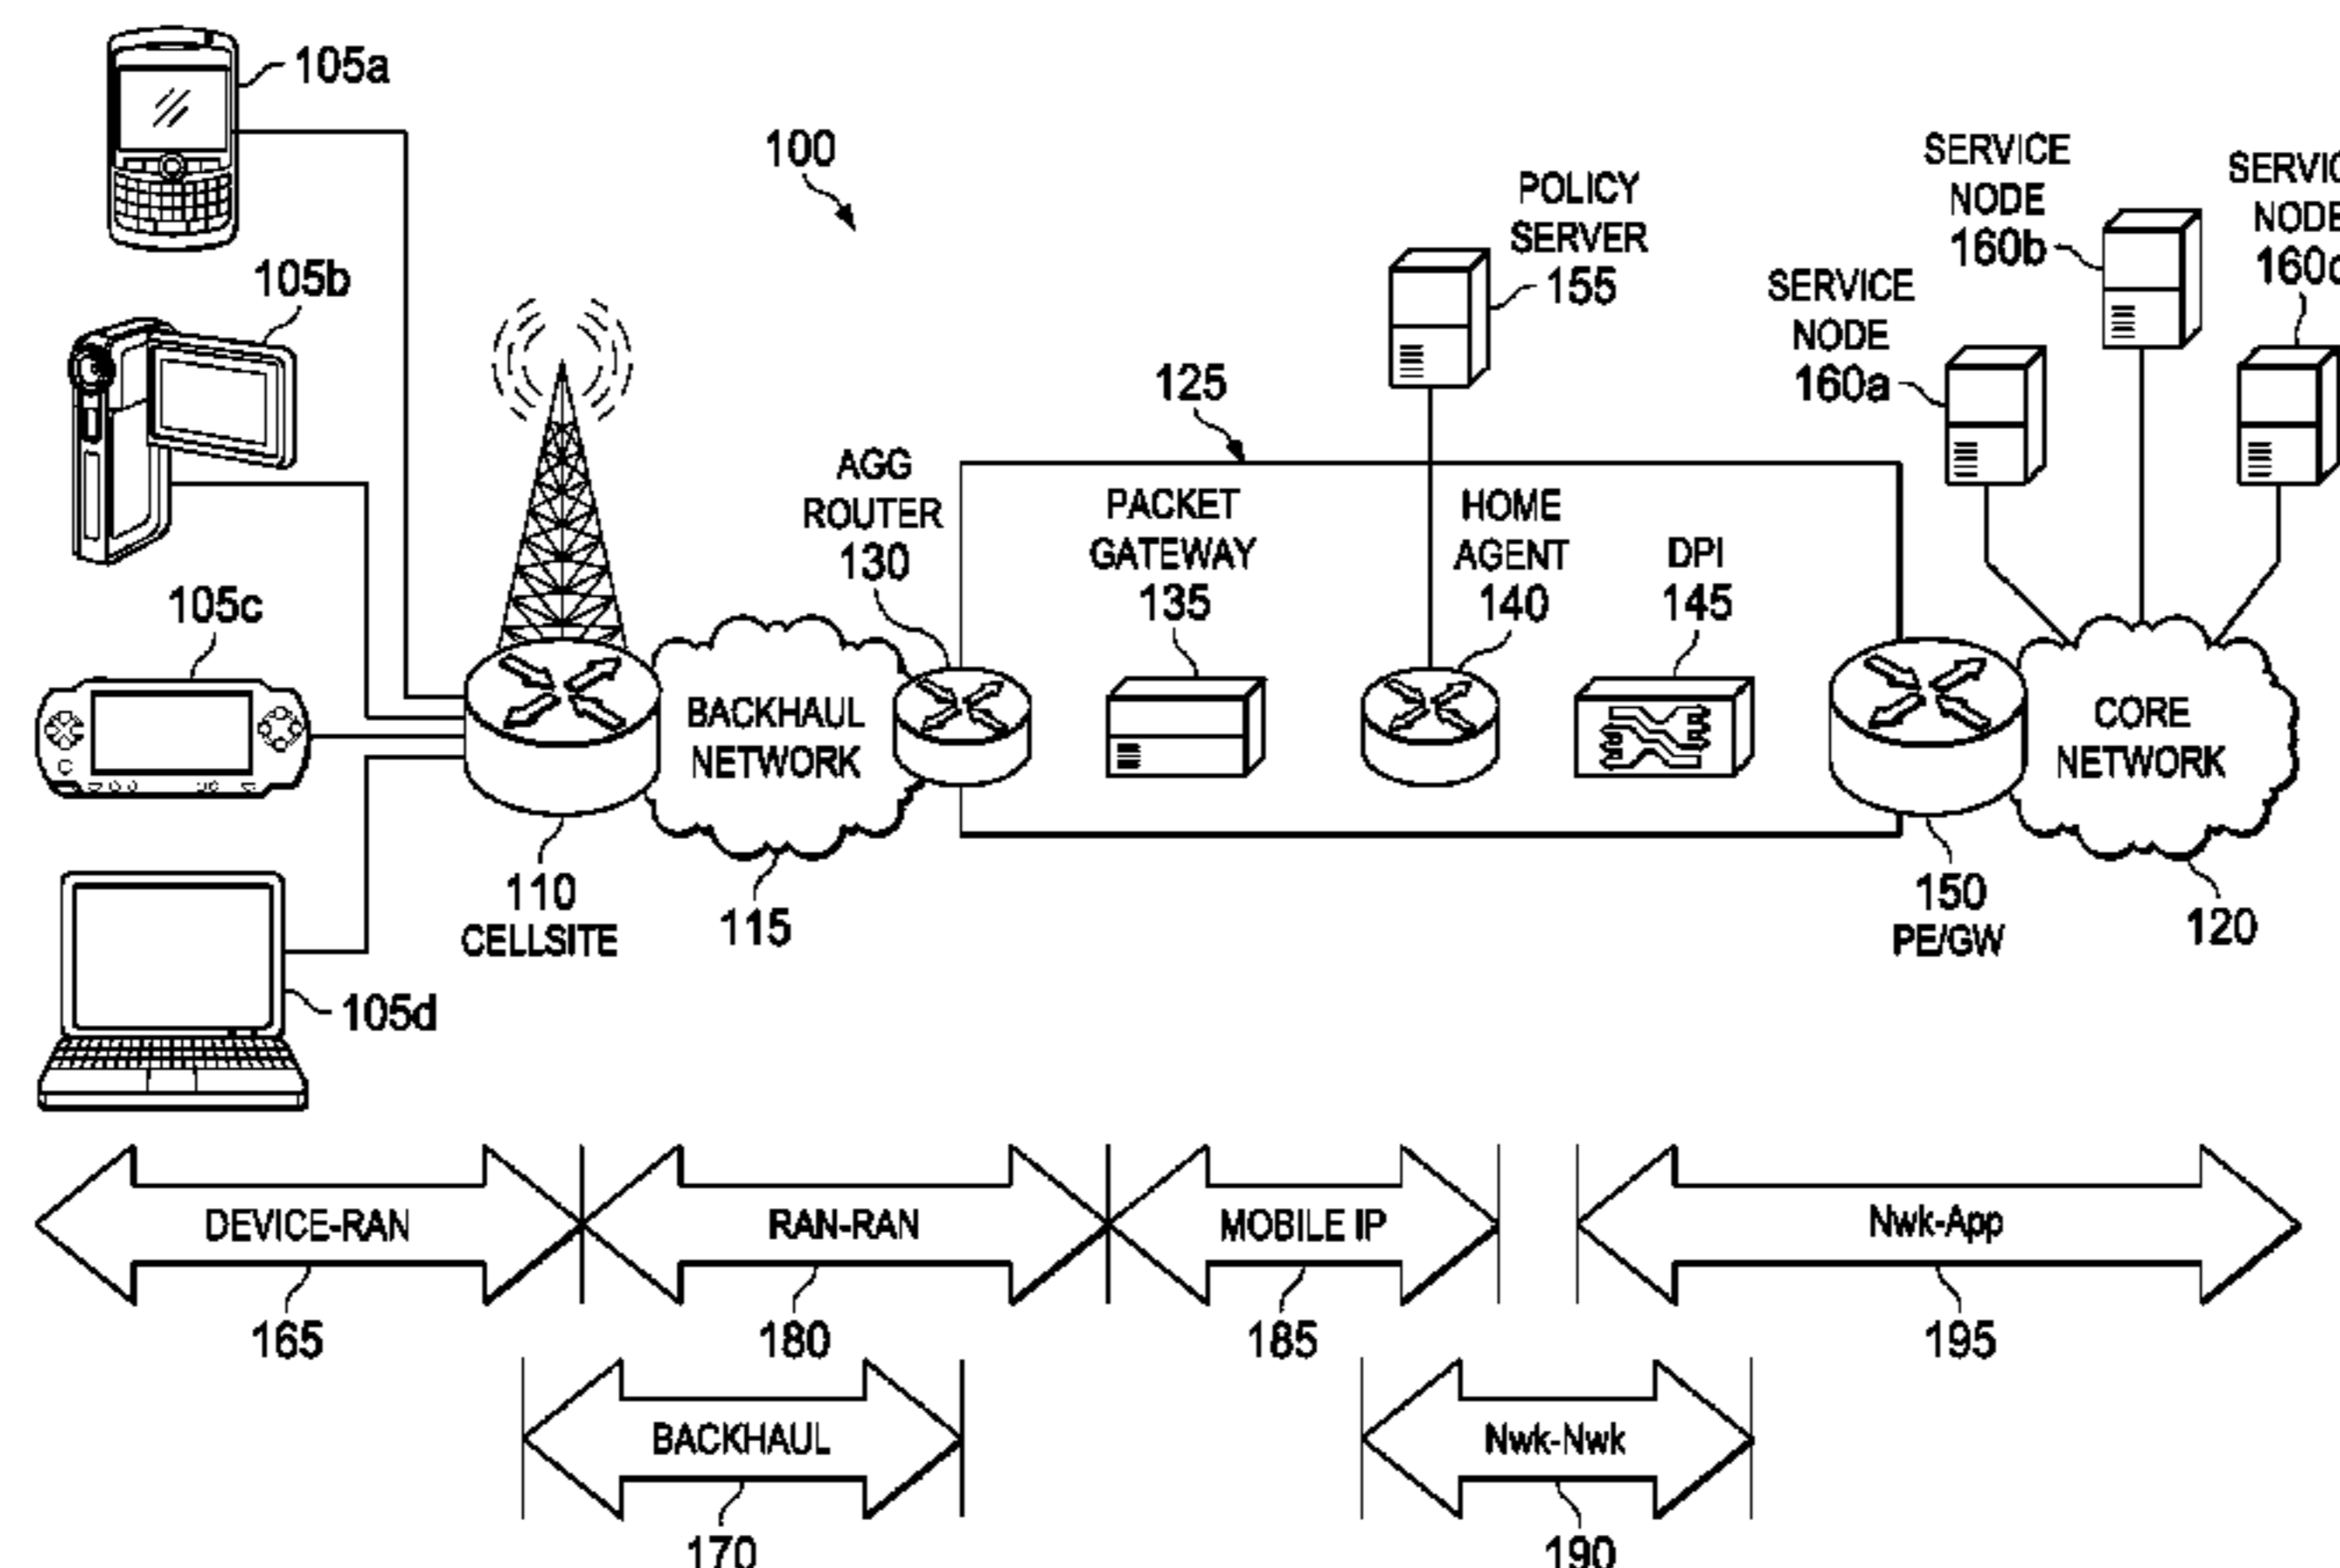 105a
100
105b
POLICY
SERVER
155
SERVICE
NODE
160b
NODE
SERVICE
NODE
160a
125
AGG
ROUTER
130
PACKET
GATEWAY
135
HOME
AGENT
140
DPI
145
105c
BACKHAUL
NETWORK
CORE
NETWORK
110
CELLSITE
115
150
PE/GW
120
105d
DEVICE-RAN
RAN-RAN
MOBILE IP
Nwk-App
165
180
185
195
BACKHAUL
Nwk-Nwk
170
190